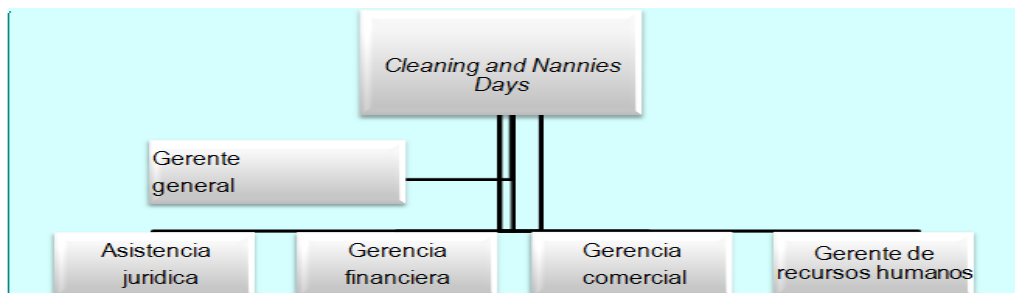 Cleaning and Nannies
Days
Gerente
general
Asistencia
juridica
Gerencia
financiera
Gerencia
comercial
Gerente de
recursos humanos